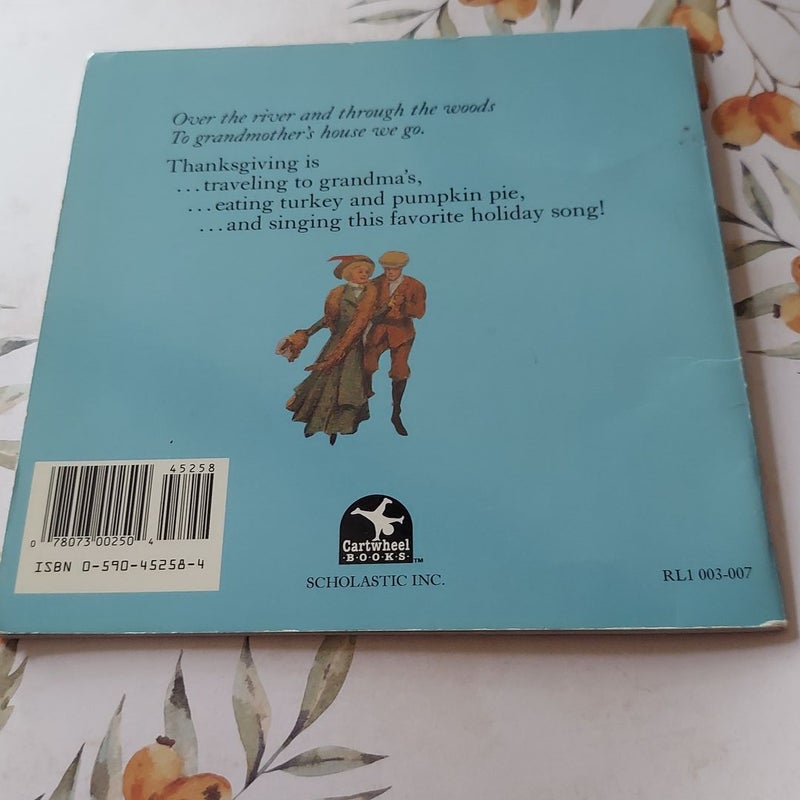 Over the river and through the woods
To grandmother's house we go.
Thanksgiving is
...traveling to grandma's,
...eating turkey and pumpkin pie,
...and singing this favorite holiday song!
45258
0 78073 00250 4
ISBN 0-590-45258-4
Cartwheel
·B·O·O·K·S· ™
SCHOLASTIC INC.
RL1 003-007